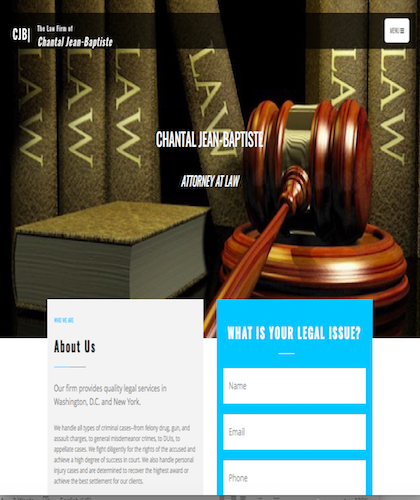 CJB|
The Law Firm of
Chantal Jean-Baptiste
MENU
LAW
LAW
LAW
LAW
LAW
CHANTAL JEAN-BAPTISTE
ATTORNEY AT LAW
WHO WE ARE
About Us
Our firm provides quality legal services in
Washington, D.C. and New York.
We handle all types of criminal cases–from felony drug, gun, and
assault charges, to general misdemeanor crimes, to DUIs, to
appellate cases. We fight diligently for the rights of the accused and
achieve a high degree of success in court. We also handle personal
injury cases and are determined to recover the highest award or
achieve the best settlement for our clients.
WHAT IS YOUR LEGAL ISSUE?
Name
Email
Phone